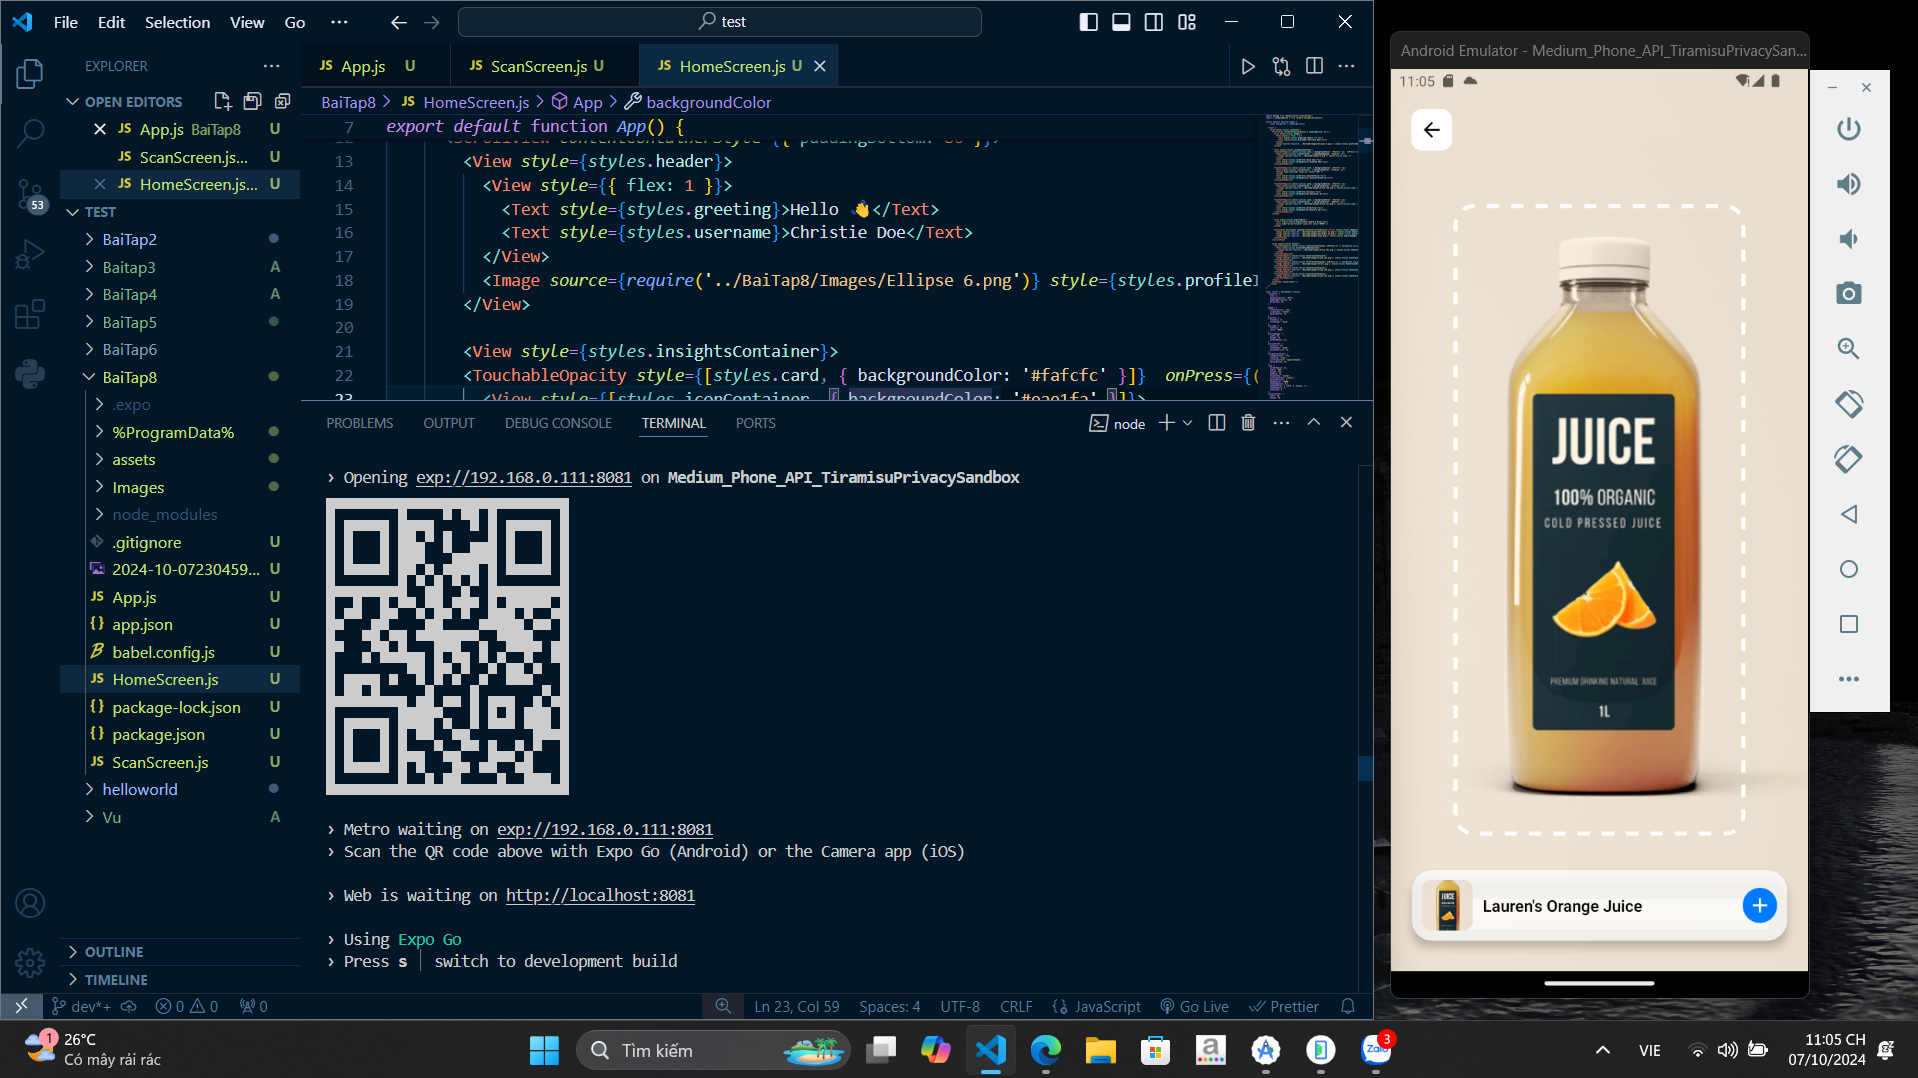 File Edit Selection View Go ··· test
EXPLORER ···
OPEN EDITORS
App.js BaiTap8 U
ScanScreen.js... U
HomeScreen.js... U
53
TEST
BaiTap2
Baitap3 A
BaiTap4 A
BaiTap5
BaiTap6
BaiTap8
.expo
%ProgramData%
assets
Images
node_modules
.gitignore U
2024-10-07230459... U
App.js U
app.json U
babel.config.js U
HomeScreen.js U
package-lock.json U
package.json U
ScanScreen.js U
helloworld
Vu A
OUTLINE
TIMELINE
JS App.js U JS ScanScreen.js U JS HomeScreen.js U
BaiTap8 > JS HomeScreen.js > App > backgroundColor
7 export default function App() {
13 <View style={styles.header}>
14 <View style={{ flex: 1 }}>
15 <Text style={styles.greeting}>Hello 👋</Text>
16 <Text style={styles.username}>Christie Doe</Text>
17 </View>
18 <Image source={require('../BaiTap8/Images/Ellipse 6.png')} style={styles.profileI
19 </View>
20
21 <View style={styles.insightsContainer}>
22 <TouchableOpacity style={[styles.card, { backgroundColor: '#fafcfc' }]} onPress={(
23 <View style={[styles.iconContainer, { backgroundColor: '#eae1fa' }]}>
PROBLEMS OUTPUT DEBUG CONSOLE TERMINAL PORTS node
› Opening exp://192.168.0.111:8081 on Medium_Phone_API_TiramisuPrivacySandbox
› Metro waiting on exp://192.168.0.111:8081
› Scan the QR code above with Expo Go (Android) or the Camera app (iOS)
› Web is waiting on http://localhost:8081
› Using Expo Go
› Press s │ switch to development build
dev*+ 0 0 0 Ln 23, Col 59 Spaces: 4 UTF-8 CRLF JavaScript Go Live Prettier
Android Emulator - Medium_Phone_API_TiramisuPrivacySan...
11:05
JUICE
100% ORGANIC
COLD PRESSED JUICE
PREMIUM DRINKING NATURAL JUICE
1L
JUICE
Lauren's Orange Juice
1
26°C
Có mây rải rác
Tìm kiếm
a
Zalo
3
VIE
11:05 CH
07/10/2024